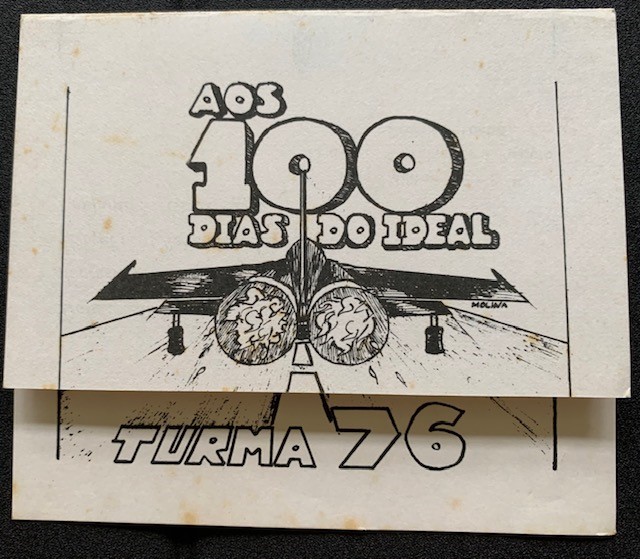 AOS
100
DIAS DO IDEAL
MOLINA
TURMA 76